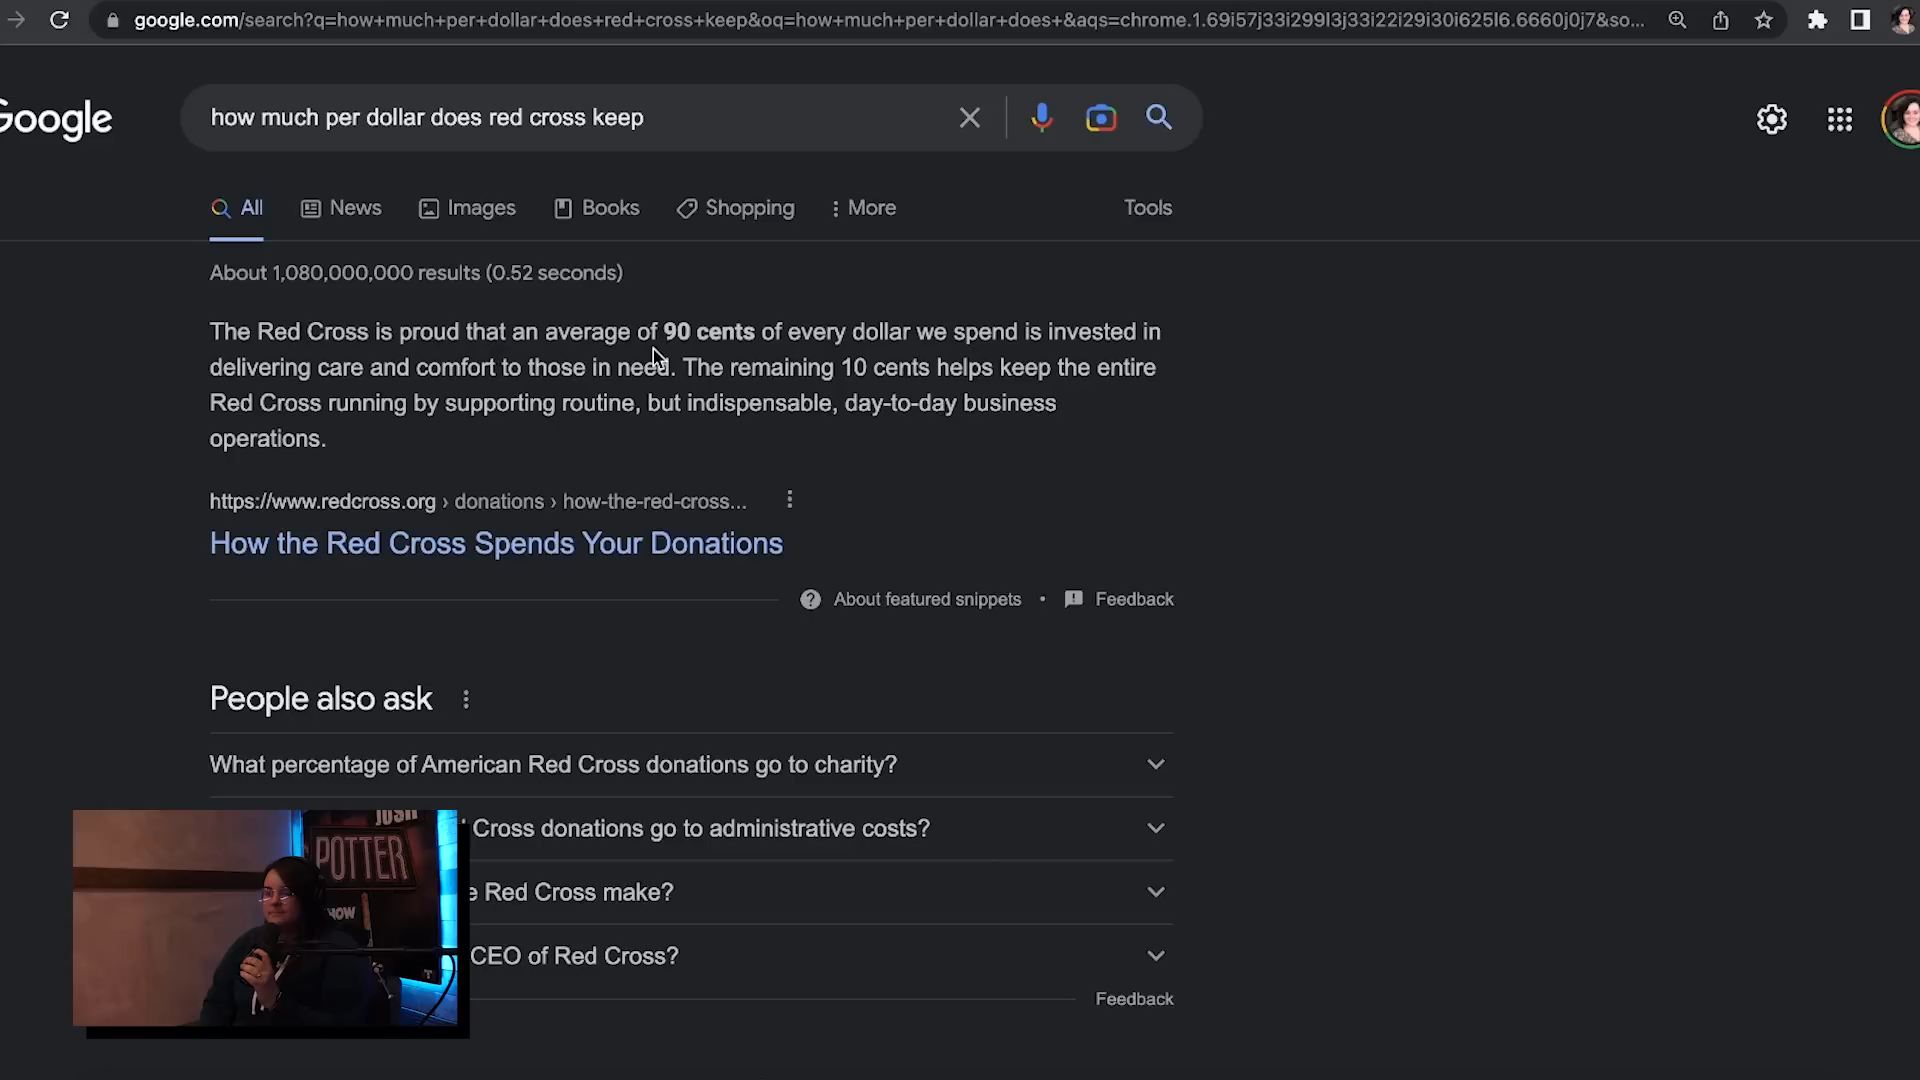 google.com/search?q=how+much+per+dollar+does+red+cross+keep&oq=how+much+per+dollar+does+&aqs=chrome.1.69i57j33i299l3j33i22i29i30i625l6.6660j0j7&so...
Google
how much per dollar does red cross keep
All
News
Images
Books
Shopping
More
Tools
About 1,080,000,000 results (0.52 seconds)
The Red Cross is proud that an average of 90 cents of every dollar we spend is invested in
delivering care and comfort to those in need. The remaining 10 cents helps keep the entire
Red Cross running by supporting routine, but indispensable, day-to-day business
operations.
https://www.redcross.org › donations › how-the-red-cross...
How the Red Cross Spends Your Donations
About featured snippets • Feedback
People also ask
What percentage of American Red Cross donations go to charity?
Cross donations go to administrative costs?
Red Cross make?
CEO of Red Cross?
Feedback
JOSH
POTTER
HOW